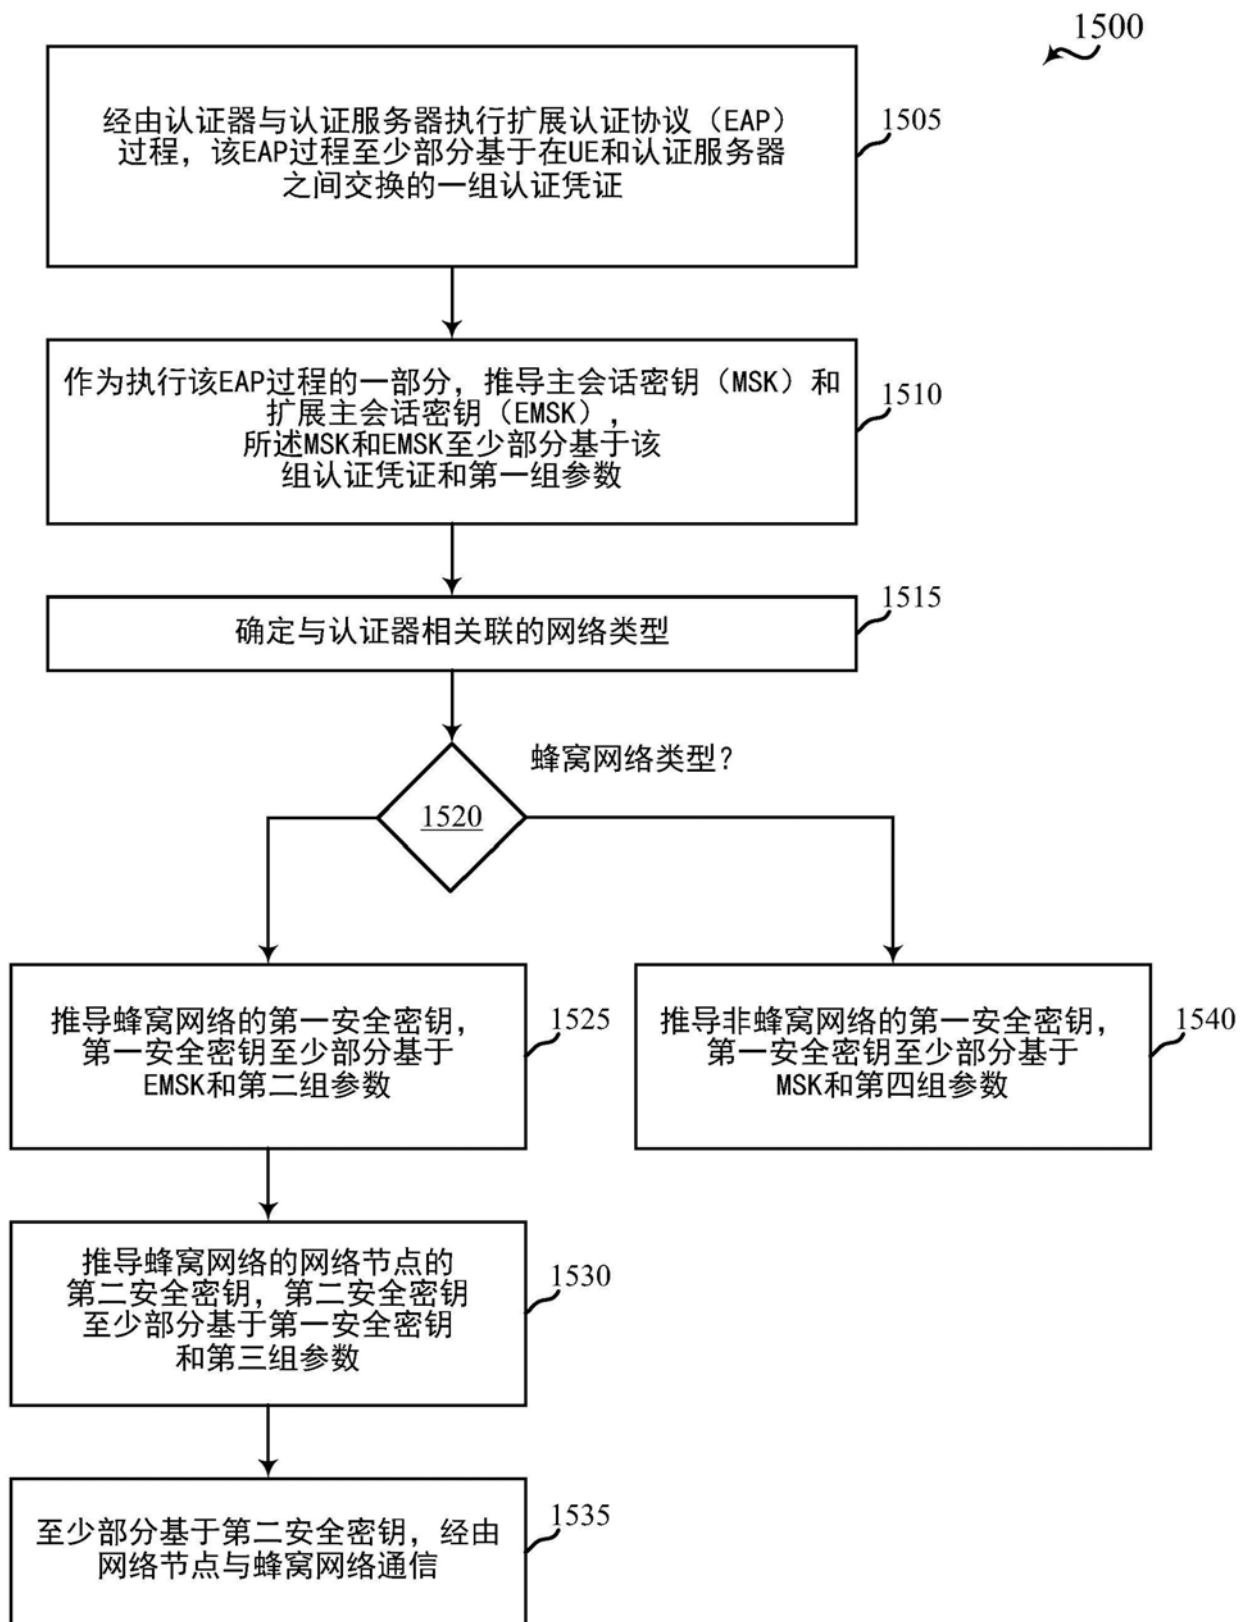 1500
经由认证器与认证服务器执行扩展认证协议（EAP）
过程，该EAP过程至少部分基于在UE和认证服务器
之间交换的一组认证凭证
1505
作为执行该EAP过程的一部分，推导主会话密钥（MSK）和
扩展主会话密钥（EMSK），
所述MSK和EMSK至少部分基于该
组认证凭证和第一组参数
1510
确定与认证器相关联的网络类型
1515
蜂窝网络类型？
1520
推导蜂窝网络的第一安全密钥，
第一安全密钥至少部分基于
EMSK和第二组参数
1525
推导非蜂窝网络的第一安全密钥，
第一安全密钥至少部分基于
MSK和第四组参数
1540
推导蜂窝网络的网络节点的
第二安全密钥，第二安全密钥
至少部分基于第一安全密钥
和第三组参数
1530
至少部分基于第二安全密钥，经由
网络节点与蜂窝网络通信
1535